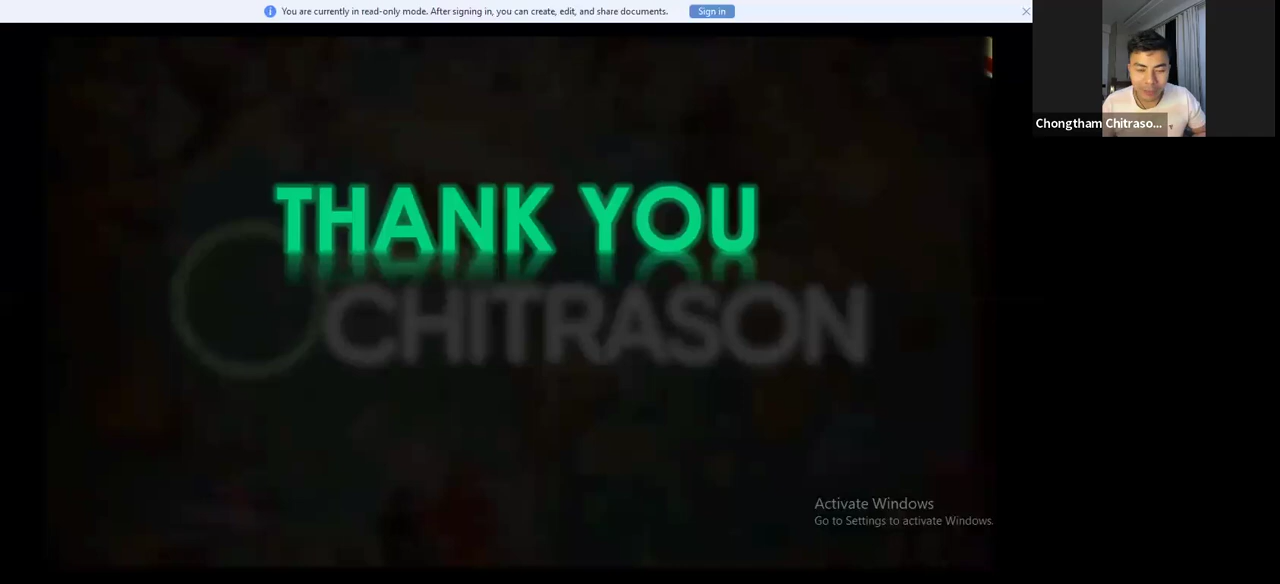 You are currently in read-only mode. After signing in, you can create, edit, and share documents.
Sign in
Chongtham Chitraso...
THANK YOU
CHITRASON
Activate Windows
Go to Settings to activate Windows.